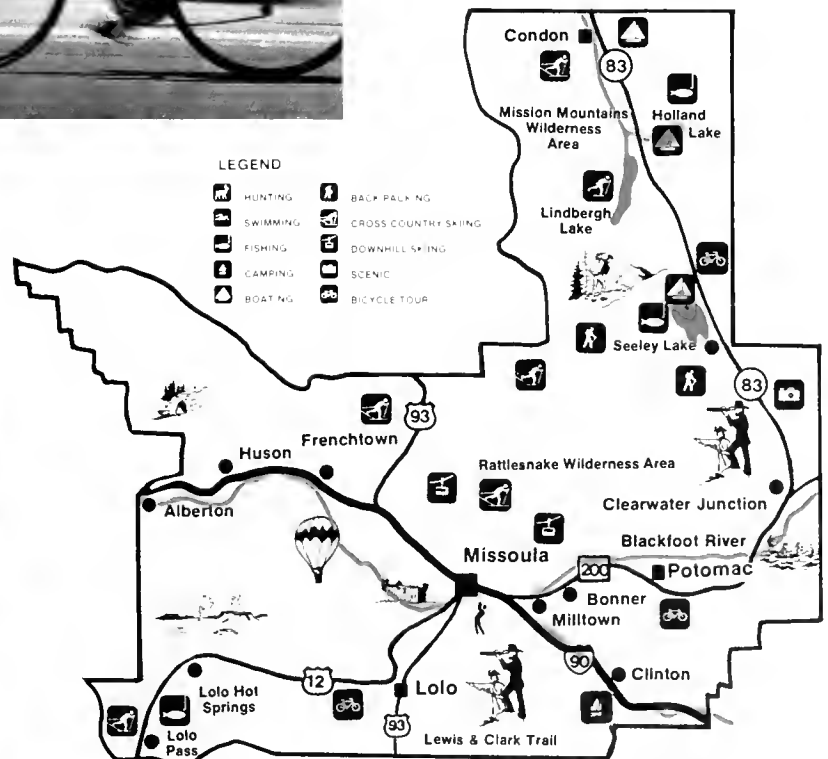 Condon
83
Mission Mountains
Wilderness
Area
Holland
Lake
LEGEND
HUNTING
SWIMMING
FISHING
CAMPING
BOATING
BACK PACKING
CROSS COUNTRY SKIING
DOWNHILL SKIING
SCENIC
BICYCLE TOUR
Lindbergh
Lake
Seeley Lake
83
93
Huson
Frenchtown
Rattlesnake Wilderness Area
Alberton
Clearwater Junction
Blackfoot River
Missoula
200
Potomac
Bonner
Milltown
90
Clinton
12
Lolo Hot
Springs
Lolo
93
Lolo
Pass
Lewis & Clark Trail